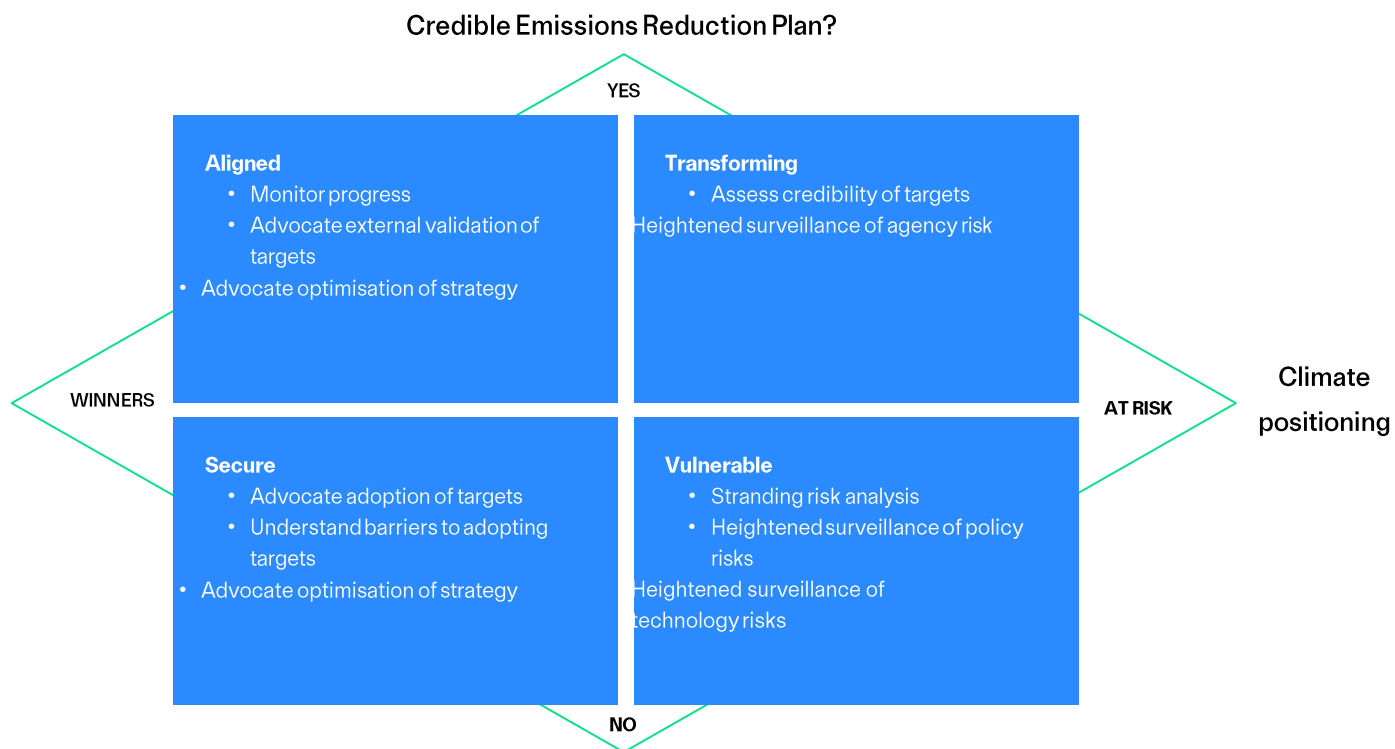 Credible Emissions Reduction Plan?
YES
Aligned
• Monitor progress
• Advocate external validation of
targets
• Advocate optimisation of strategy
Transforming
• Assess credibility of targets
Heightened surveillance of agency risk
WINNERS
AT RISK
Climate
positioning
Secure
• Advocate adoption of targets
• Understand barriers to adopting
targets
• Advocate optimisation of strategy
Vulnerable
• Stranding risk analysis
• Heightened surveillance of policy
risks
Heightened surveillance of
technology risks
NO